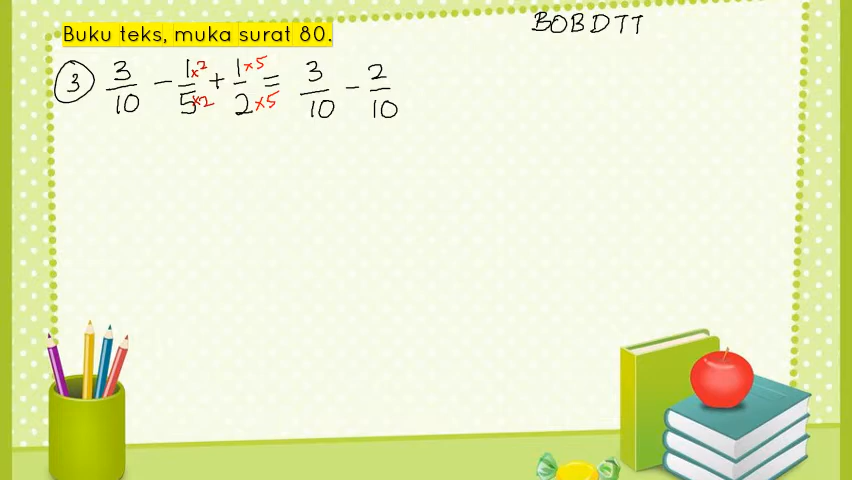 Buku teks, muka surat 80.
BOBDTT
3 3/10 - 1×2/5×2 + 1×5/2×5 = 3/10 - 2/10